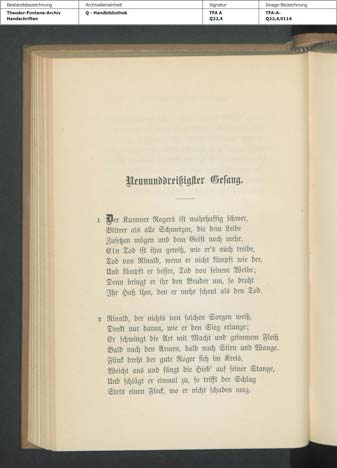 Bestandsbezeichnung Archivalieneinheit Signatur Image-Bezeichnung
Theodor-Fontane-Archiv Q - Handbibliothek TFA A TFA-A-
Handschriften Q22,4 Q22,4,0114
Neununddreißigster Gesang.
1 Der Kummer Rogers ist wahrhaftig schwer,
Bittrer als alle Schmerzen, die dem Leibe
Zusetzen mögen und dem Geist noch mehr.
Ein Tod ist ihm gewiß, wie er's auch treibe,
Tod von Rinald, wenn er nicht kämpft wie der,
Und kämpft er besser, Tod von seinem Weibe;
Denn bringt er ihr den Bruder um, so droht
Ihr Haß ihm, den er mehr scheut als den Tod.
2 Rinald, der nichts von solchen Sorgen weiß,
Denkt nur daran, wie er den Sieg erlange;
Er schwingt die Art mit Macht und grimmem Fleiß
Bald nach den Armen, bald nach Stirn und Wange.
Flink dreht der gute Roger sich im Kreis,
Weicht aus und fängt die Hieb' auf seiner Stange,
Und schlägt er einmal zu, so trifft der Schlag
Stets einen Fleck, wo er nicht schaden mag.